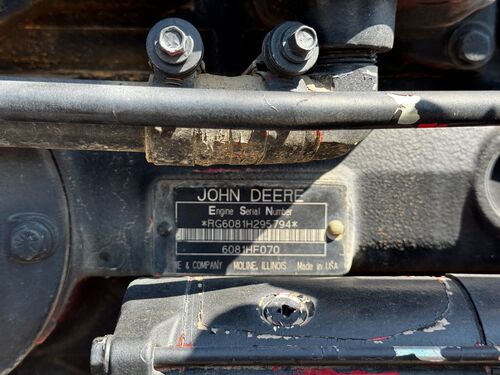 JOHN DEERE
Engine Serial Number
*RG6081H295794*
6081HF070
E & COMPANY MOLINE, ILLINOIS Made in USA